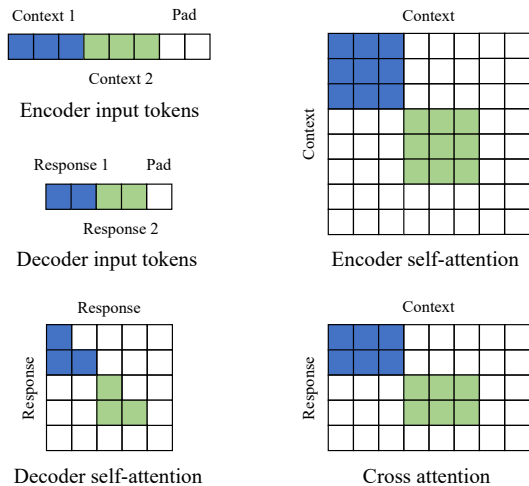 Context 1
Pad
Context 2
Encoder input tokens
Response 1
Pad
Response 2
Decoder input tokens
Context
Context
Encoder self-attention
Response
Response
Decoder self-attention
Context
Response
Cross attention